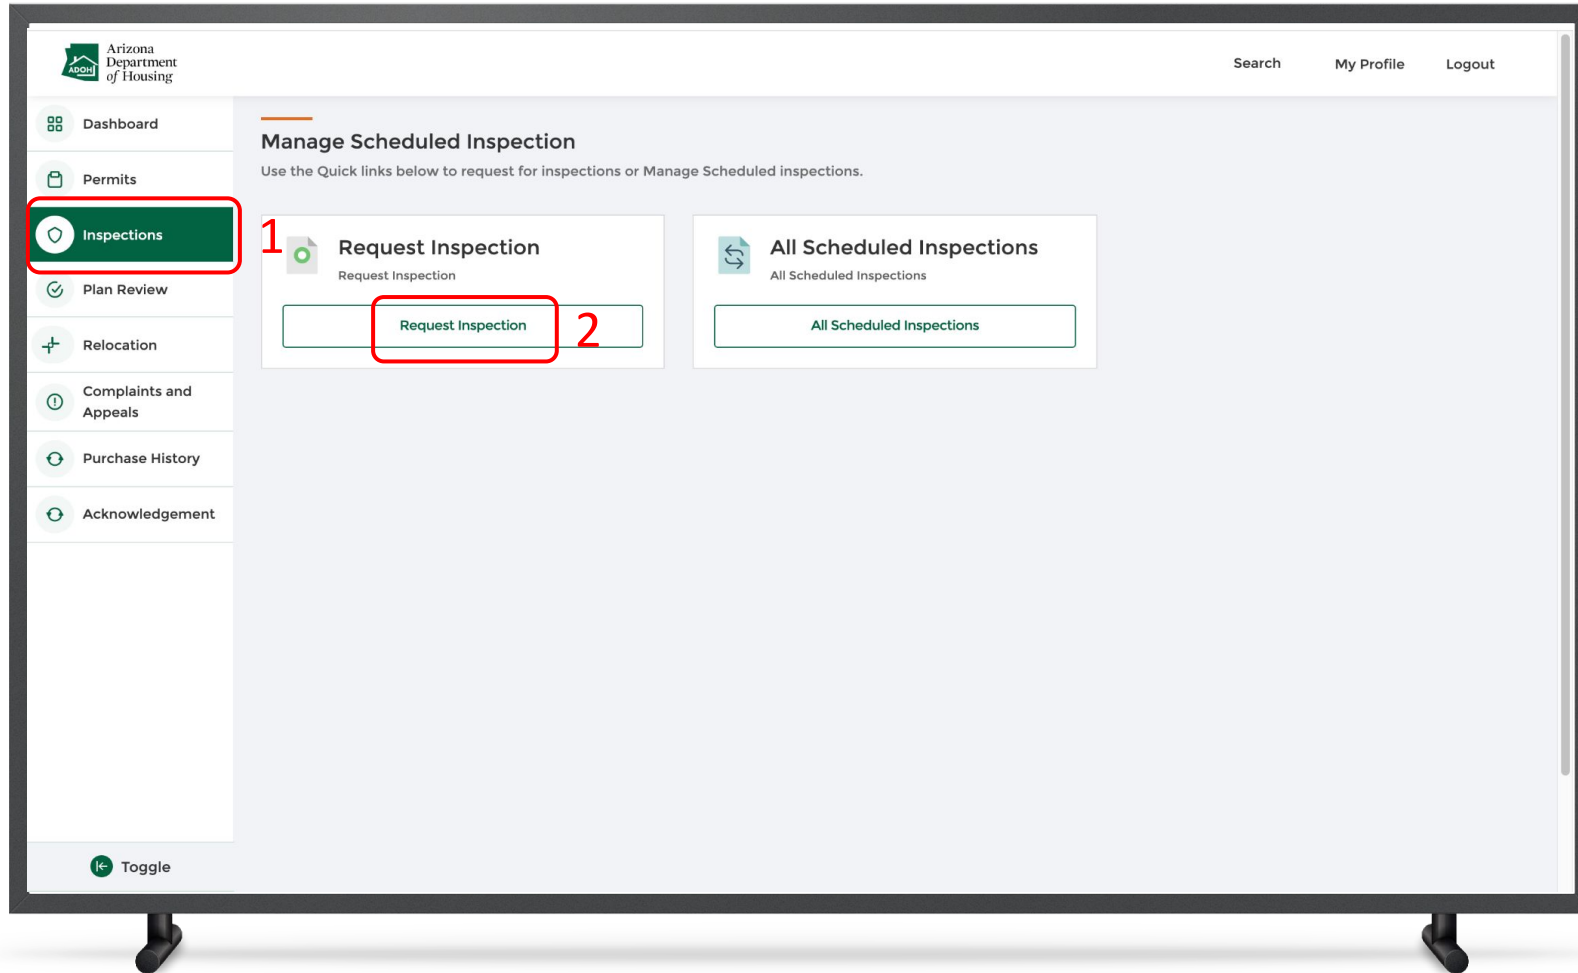 Arizona
Department
of Housing
ADOH
Search
My Profile
Logout
Dashboard
Permits
Inspections
Plan Review
Relocation
Complaints and
Appeals
Purchase History
Acknowledgement
Toggle
Manage Scheduled Inspection
Use the Quick links below to request for inspections or Manage Scheduled inspections.
1
Request Inspection
Request Inspection
Request Inspection
2
All Scheduled Inspections
All Scheduled Inspections
All Scheduled Inspections